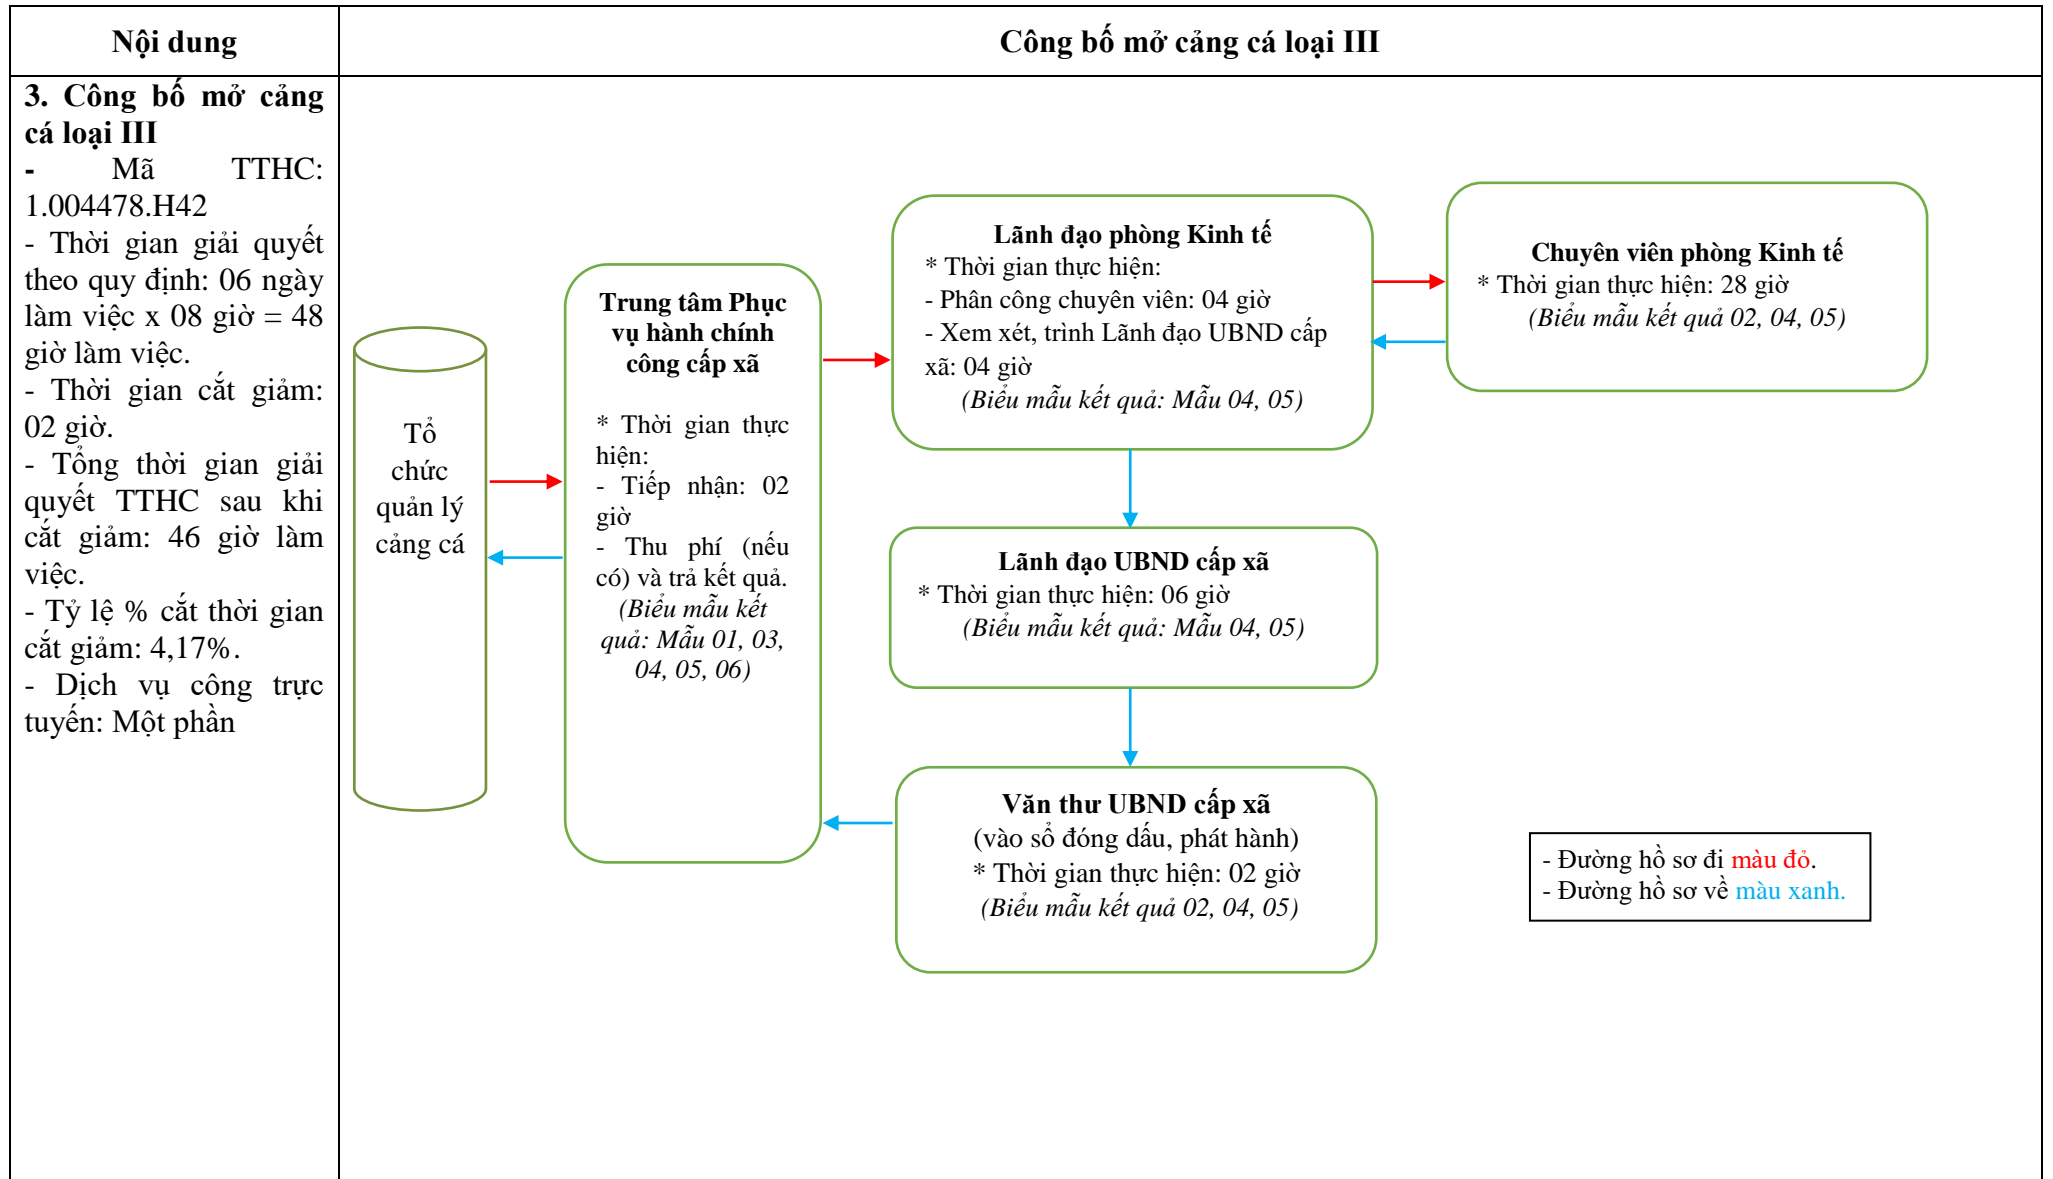 Nội dung
Công bố mở cảng cá loại III
3. Công bố mở cảng
cá loại III
- Mã TTHC:
1.004478.H42
- Thời gian giải quyết
theo quy định: 06 ngày
làm việc x 08 giờ = 48
giờ làm việc.
- Thời gian cắt giảm:
02 giờ.
- Tổng thời gian giải
quyết TTHC sau khi
cắt giảm: 46 giờ làm
việc.
- Tỷ lệ % cắt thời gian
cắt giảm: 4,17%.
- Dịch vụ công trực
tuyến: Một phần
Tổ
chức
quản lý
cảng cá
Trung tâm Phục
vụ hành chính
công cấp xã
* Thời gian thực
hiện:
- Tiếp nhận: 02
giờ
- Thu phí (nếu
có) và trả kết quả.
(Biểu mẫu kết
quả: Mẫu 01, 03,
04, 05, 06)
Lãnh đạo phòng Kinh tế
* Thời gian thực hiện:
- Phân công chuyên viên: 04 giờ
- Xem xét, trình Lãnh đạo UBND cấp
xã: 04 giờ
(Biểu mẫu kết quả: Mẫu 04, 05)
Chuyên viên phòng Kinh tế
* Thời gian thực hiện: 28 giờ
(Biểu mẫu kết quả 02, 04, 05)
Lãnh đạo UBND cấp xã
* Thời gian thực hiện: 06 giờ
(Biểu mẫu kết quả: Mẫu 04, 05)
Văn thư UBND cấp xã
(vào sổ đóng dấu, phát hành)
* Thời gian thực hiện: 02 giờ
(Biểu mẫu kết quả 02, 04, 05)
- Đường hồ sơ đi màu đỏ.
- Đường hồ sơ về màu xanh.